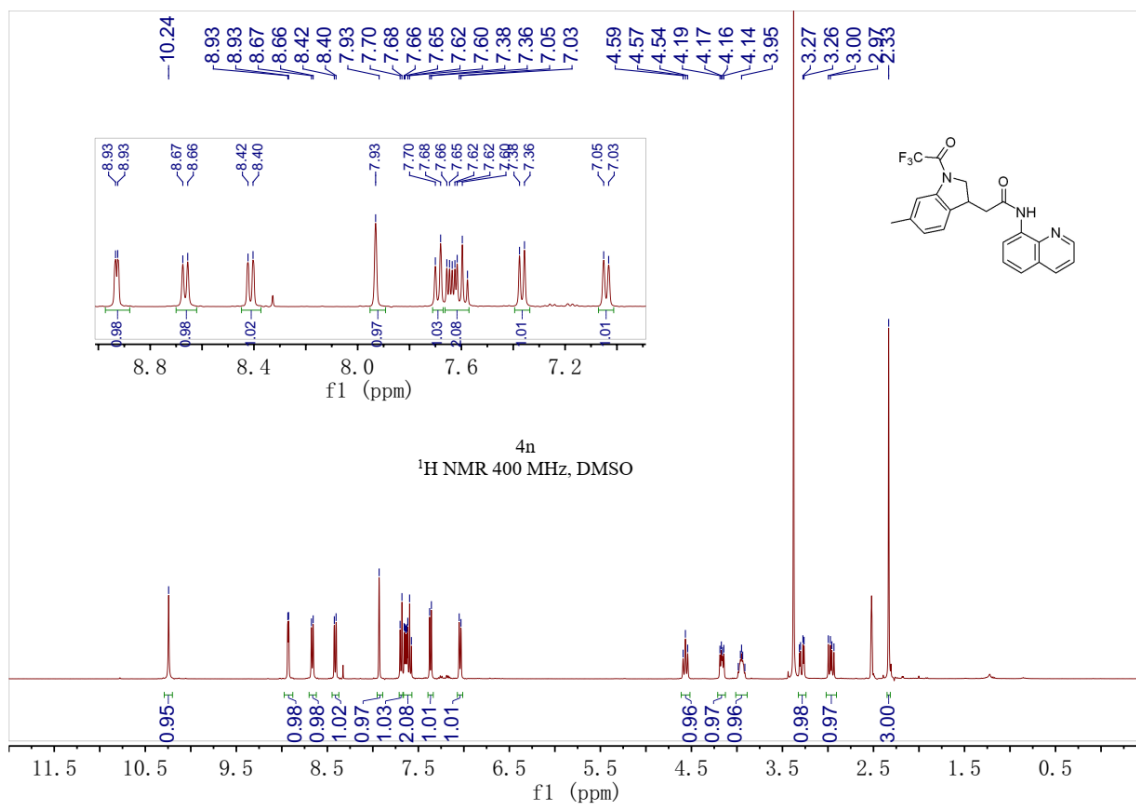 10.24 8.93 8.93 8.67 8.66 8.42 8.40 7.93 7.70 7.68 7.66 7.65 7.62 7.60 7.38 7.36 7.05 7.03 4.59 4.57 4.54 4.19 4.17 4.16 4.14 3.95 3.27 3.26 3.00 2.97 2.33
8.93 8.93 8.67 8.66 8.42 8.40 7.93 7.70 7.68 7.66 7.65 7.62 7.62 7.60 7.38 7.36 7.05 7.03
O
F3C
N
O
NH
N
0.98 0.98 1.02 0.97 1.03 2.08 1.01 1.01
8.8 8.4 8.0 7.6 7.2
f1 (ppm)
4n
1H NMR 400 MHz, DMSO
0.95 0.98 0.98 1.02 0.97 1.03 2.08 1.01 1.01 0.96 0.97 0.96 0.98 0.97 3.00
11.5 10.5 9.5 8.5 7.5 6.5 5.5 4.5 3.5 2.5 1.5 0.5
f1 (ppm)